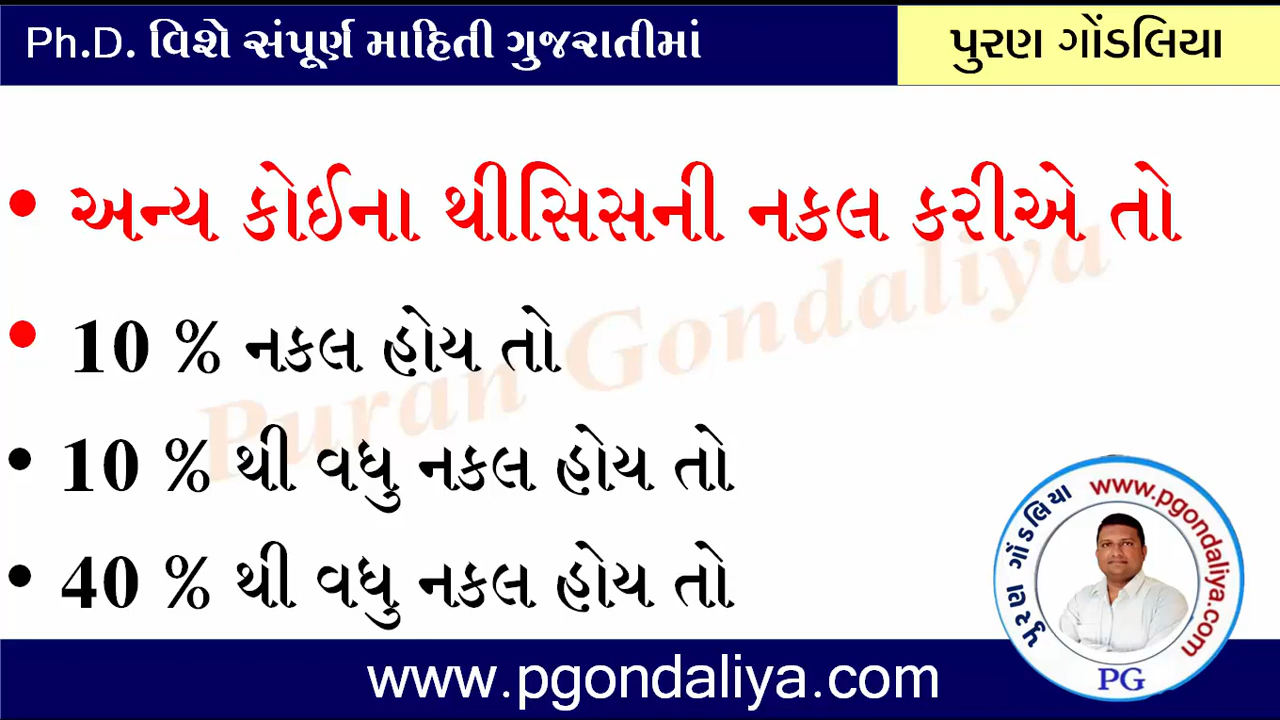 Ph.D. વિશે સંપૂર્ણ માહિતી ગુજરાતીમાં
પુરણ ગોંડલિયા
• અન્ય કોઈના થીસિસની નકલ કરીએ તો
• 10 % નકલ હોય તો
• 10 % થી વધુ નકલ હોય તો
• 40 % થી વધુ નકલ હોય તો
Puran Gondaliya
પુરણ ગોંડલિયા www.pgondaliya.com
PG
www.pgondaliya.com